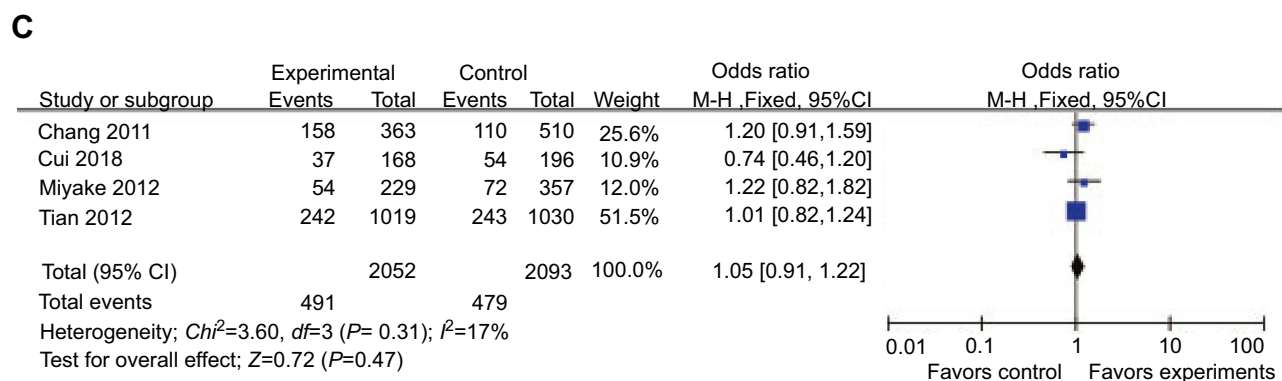 C
Experimental Control Odds ratio Odds ratio
Study or subgroup Events Total Events Total Weight M-H ,Fixed, 95%CI M-H ,Fixed, 95%CI
Chang 2011 158 363 110 510 25.6% 1.20 [0.91,1.59]
Cui 2018 37 168 54 196 10.9% 0.74 [0.46,1.20]
Miyake 2012 54 229 72 357 12.0% 1.22 [0.82,1.82]
Tian 2012 242 1019 243 1030 51.5% 1.01 [0.82,1.24]
Total (95% CI) 2052 2093 100.0% 1.05 [0.91, 1.22]
Total events 491 479
Heterogeneity; Chi²=3.60, df=3 (P= 0.31); I²=17%
Test for overall effect; Z=0.72 (P=0.47)
0.01 0.1 1 10 100
Favors control Favors experiments